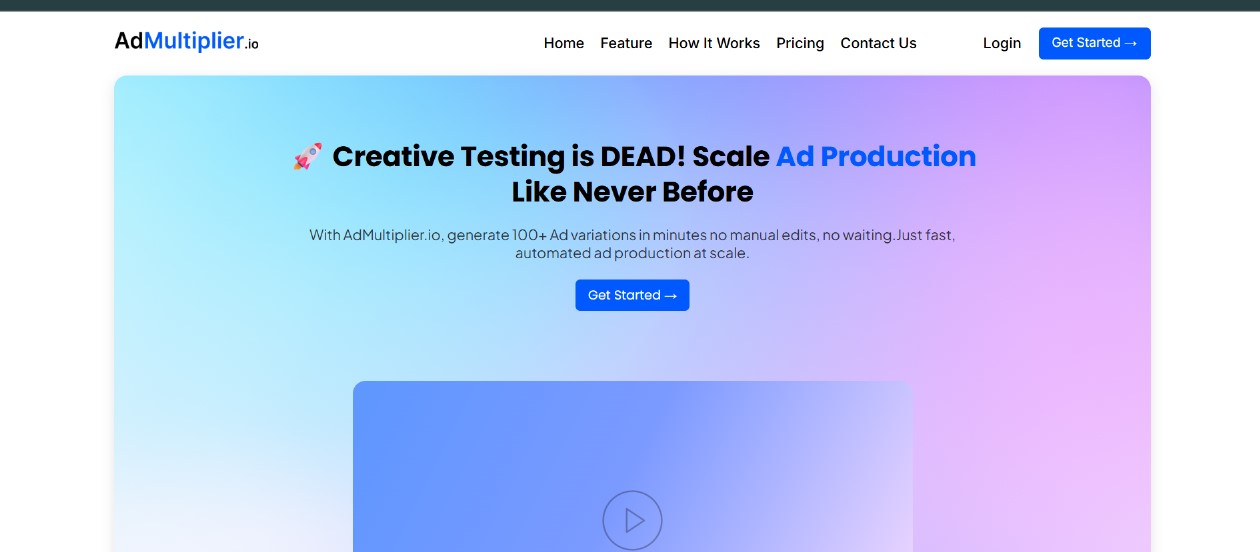 AdMultiplier.io
Home Feature How It Works Pricing Contact Us Login Get Started →
🚀 Creative Testing is DEAD! Scale Ad Production
Like Never Before
With AdMultiplier.io, generate 100+ Ad variations in minutes no manual edits, no waiting.Just fast,
automated ad production at scale.
Get Started →